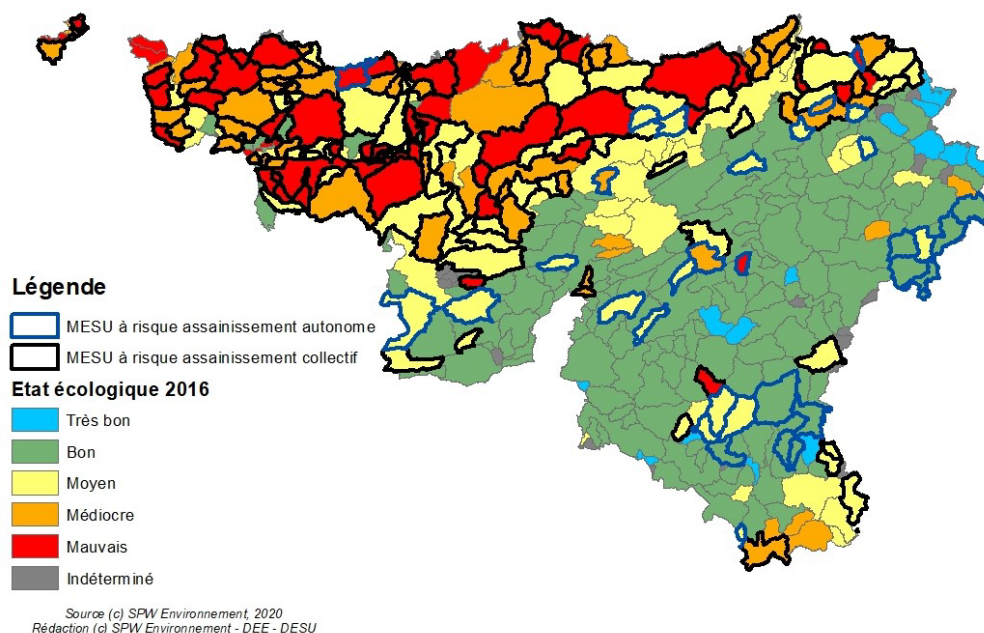 Légende
MESU à risque assainissement autonome
MESU à risque assainissement collectif
Etat écologique 2016
Très bon
Bon
Moyen
Médiocre
Mauvais
Indéterminé
Source (c) SPW Environnement, 2020
Rédaction (c) SPW Environnement - DEE - DESU